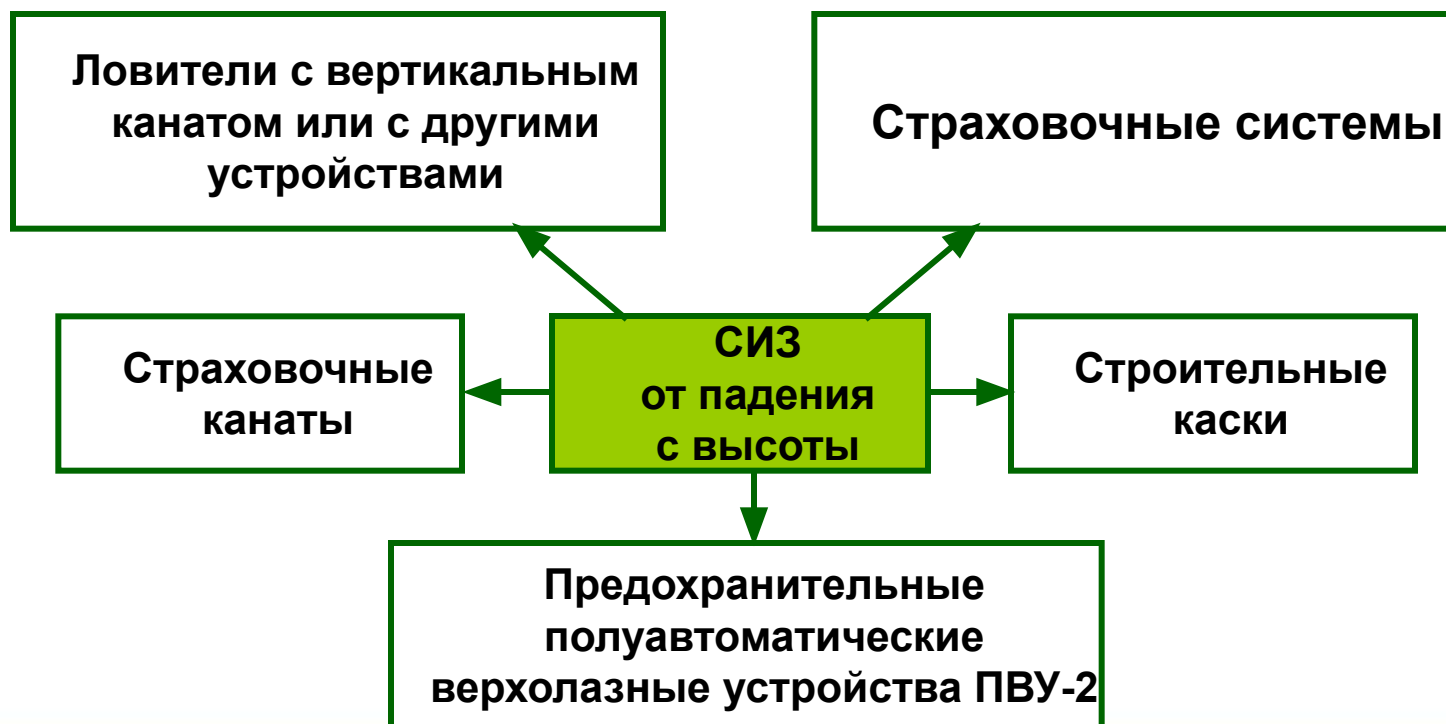 Ловители с вертикальным
канатом или с другими
устройствами
Страховочные системы
Страховочные
канаты
СИЗ
от падения
с высоты
Строительные
каски
Предохранительные
полуавтоматические
верхолазные устройства ПВУ-2